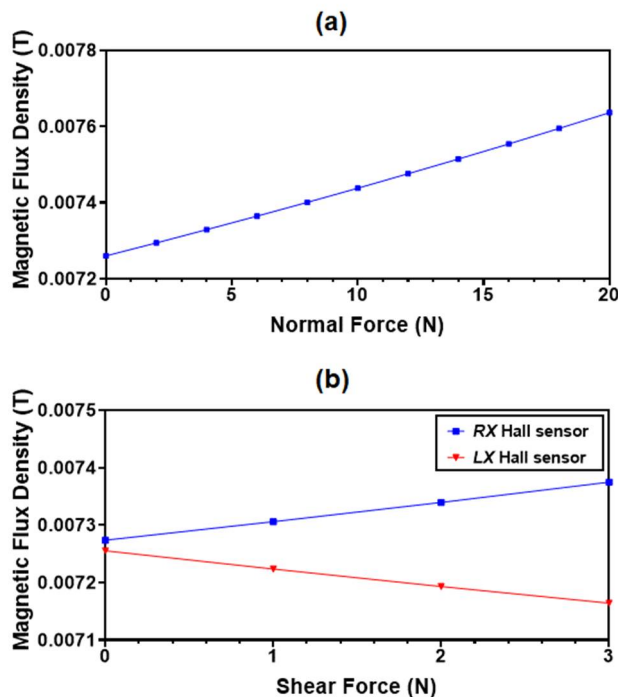 (a)
Magnetic Flux Density (T)
0.0078
0.0076
0.0074
0.0072
0 5 10 15 20
Normal Force (N)
(b)
Magnetic Flux Density (T)
0.0075
0.0074
0.0073
0.0072
0.0071
RX Hall sensor
LX Hall sensor
0 1 2 3
Shear Force (N)